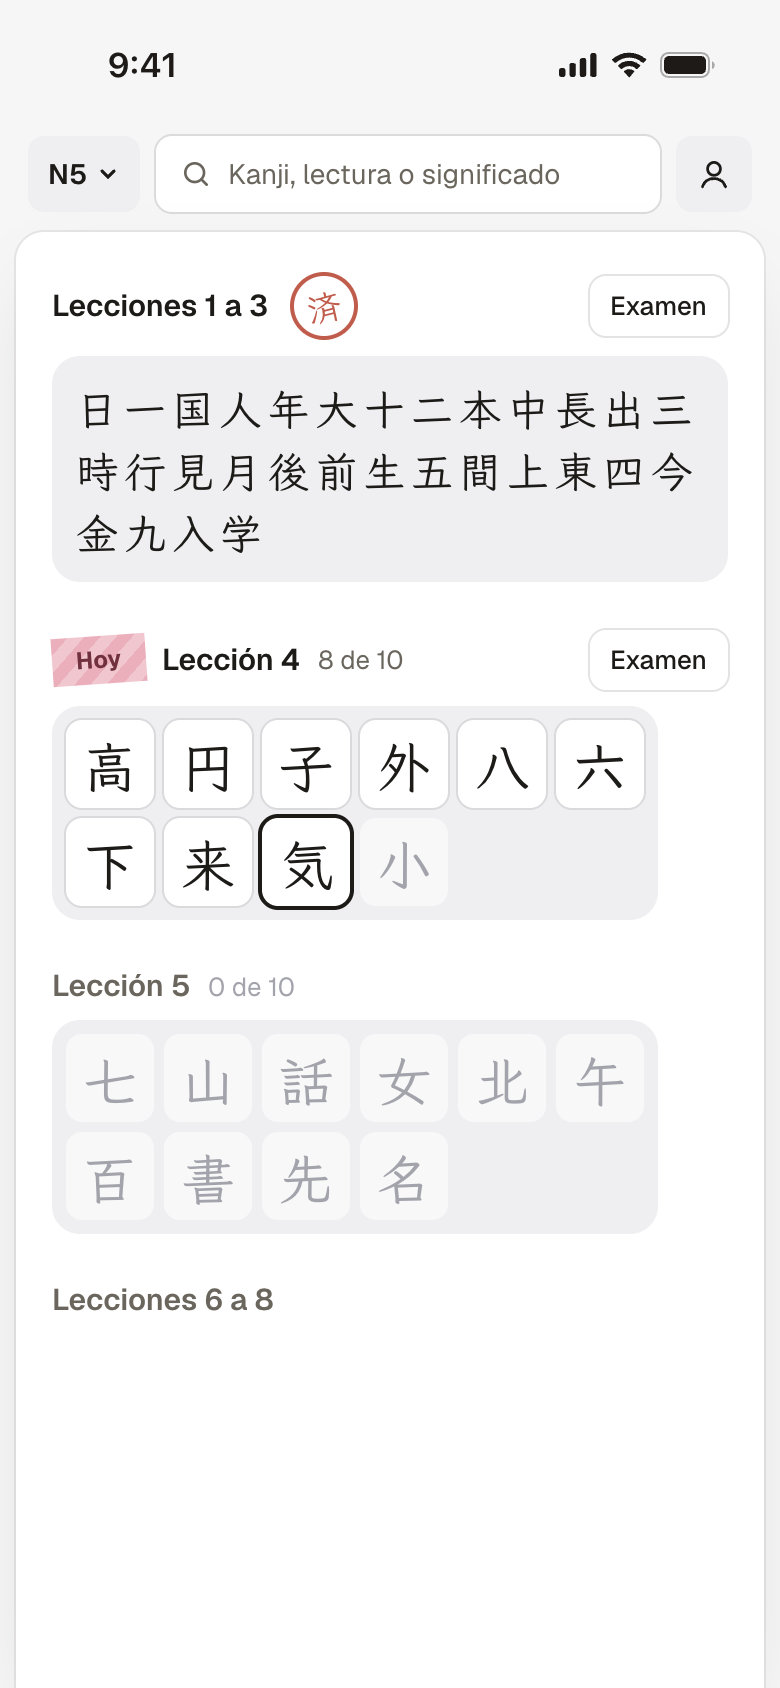 9:41
N5
Kanji, lectura o significado
Lecciones 1 a 3 済 Examen
日一国人年大十二本中長出三
時行見月後前生五間上東四今
金九入学
Hoy Lección 4 8 de 10 Examen
高円子外八六
下来気小
Lección 5 0 de 10
七山話女北午
百書先名
Lecciones 6 a 8